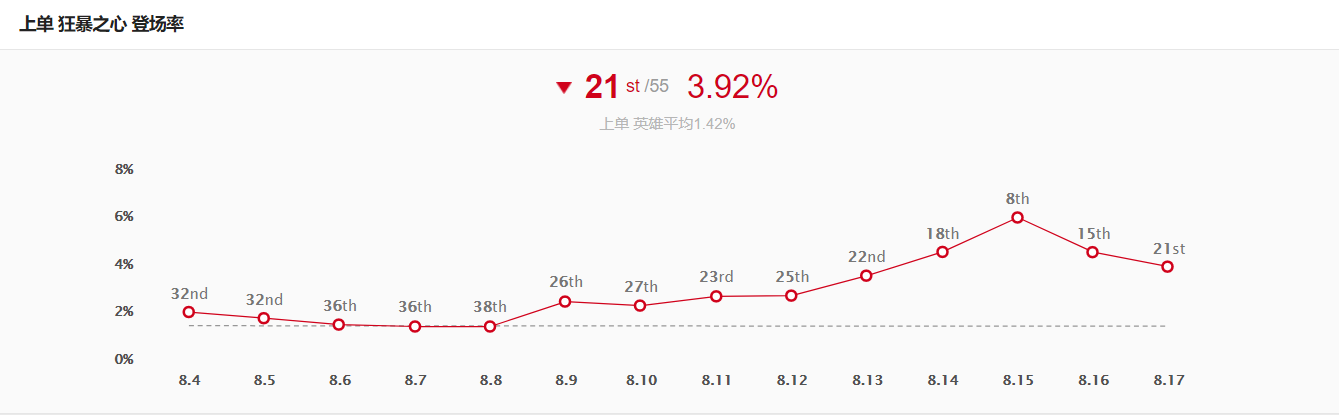 上单 狂暴之心 登场率
21 st /55 3.92%
上单 英雄平均1.42%
8%
6%
4%
2%
0%
32nd 32nd 36th 36th 38th 26th 27th 23rd 25th 22nd 18th 8th 15th 21st
8.4 8.5 8.6 8.7 8.8 8.9 8.10 8.11 8.12 8.13 8.14 8.15 8.16 8.17